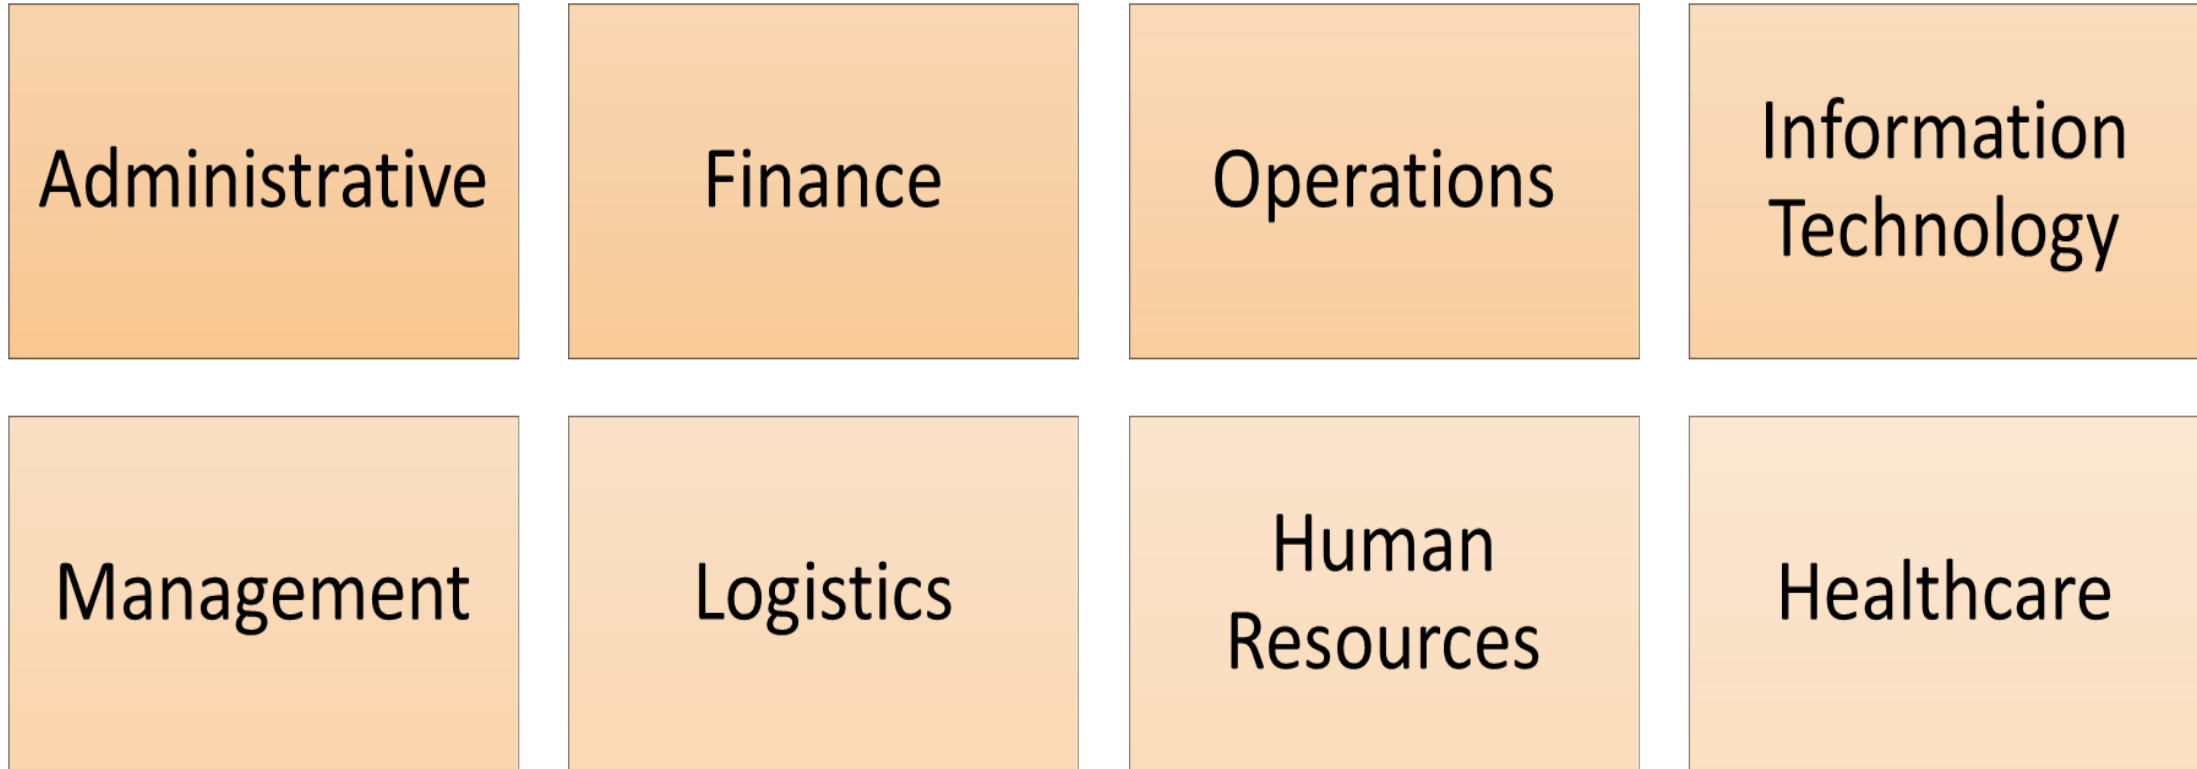 Administrative
Finance
Operations
Information
Technology
Management
Logistics
Human
Resources
Healthcare